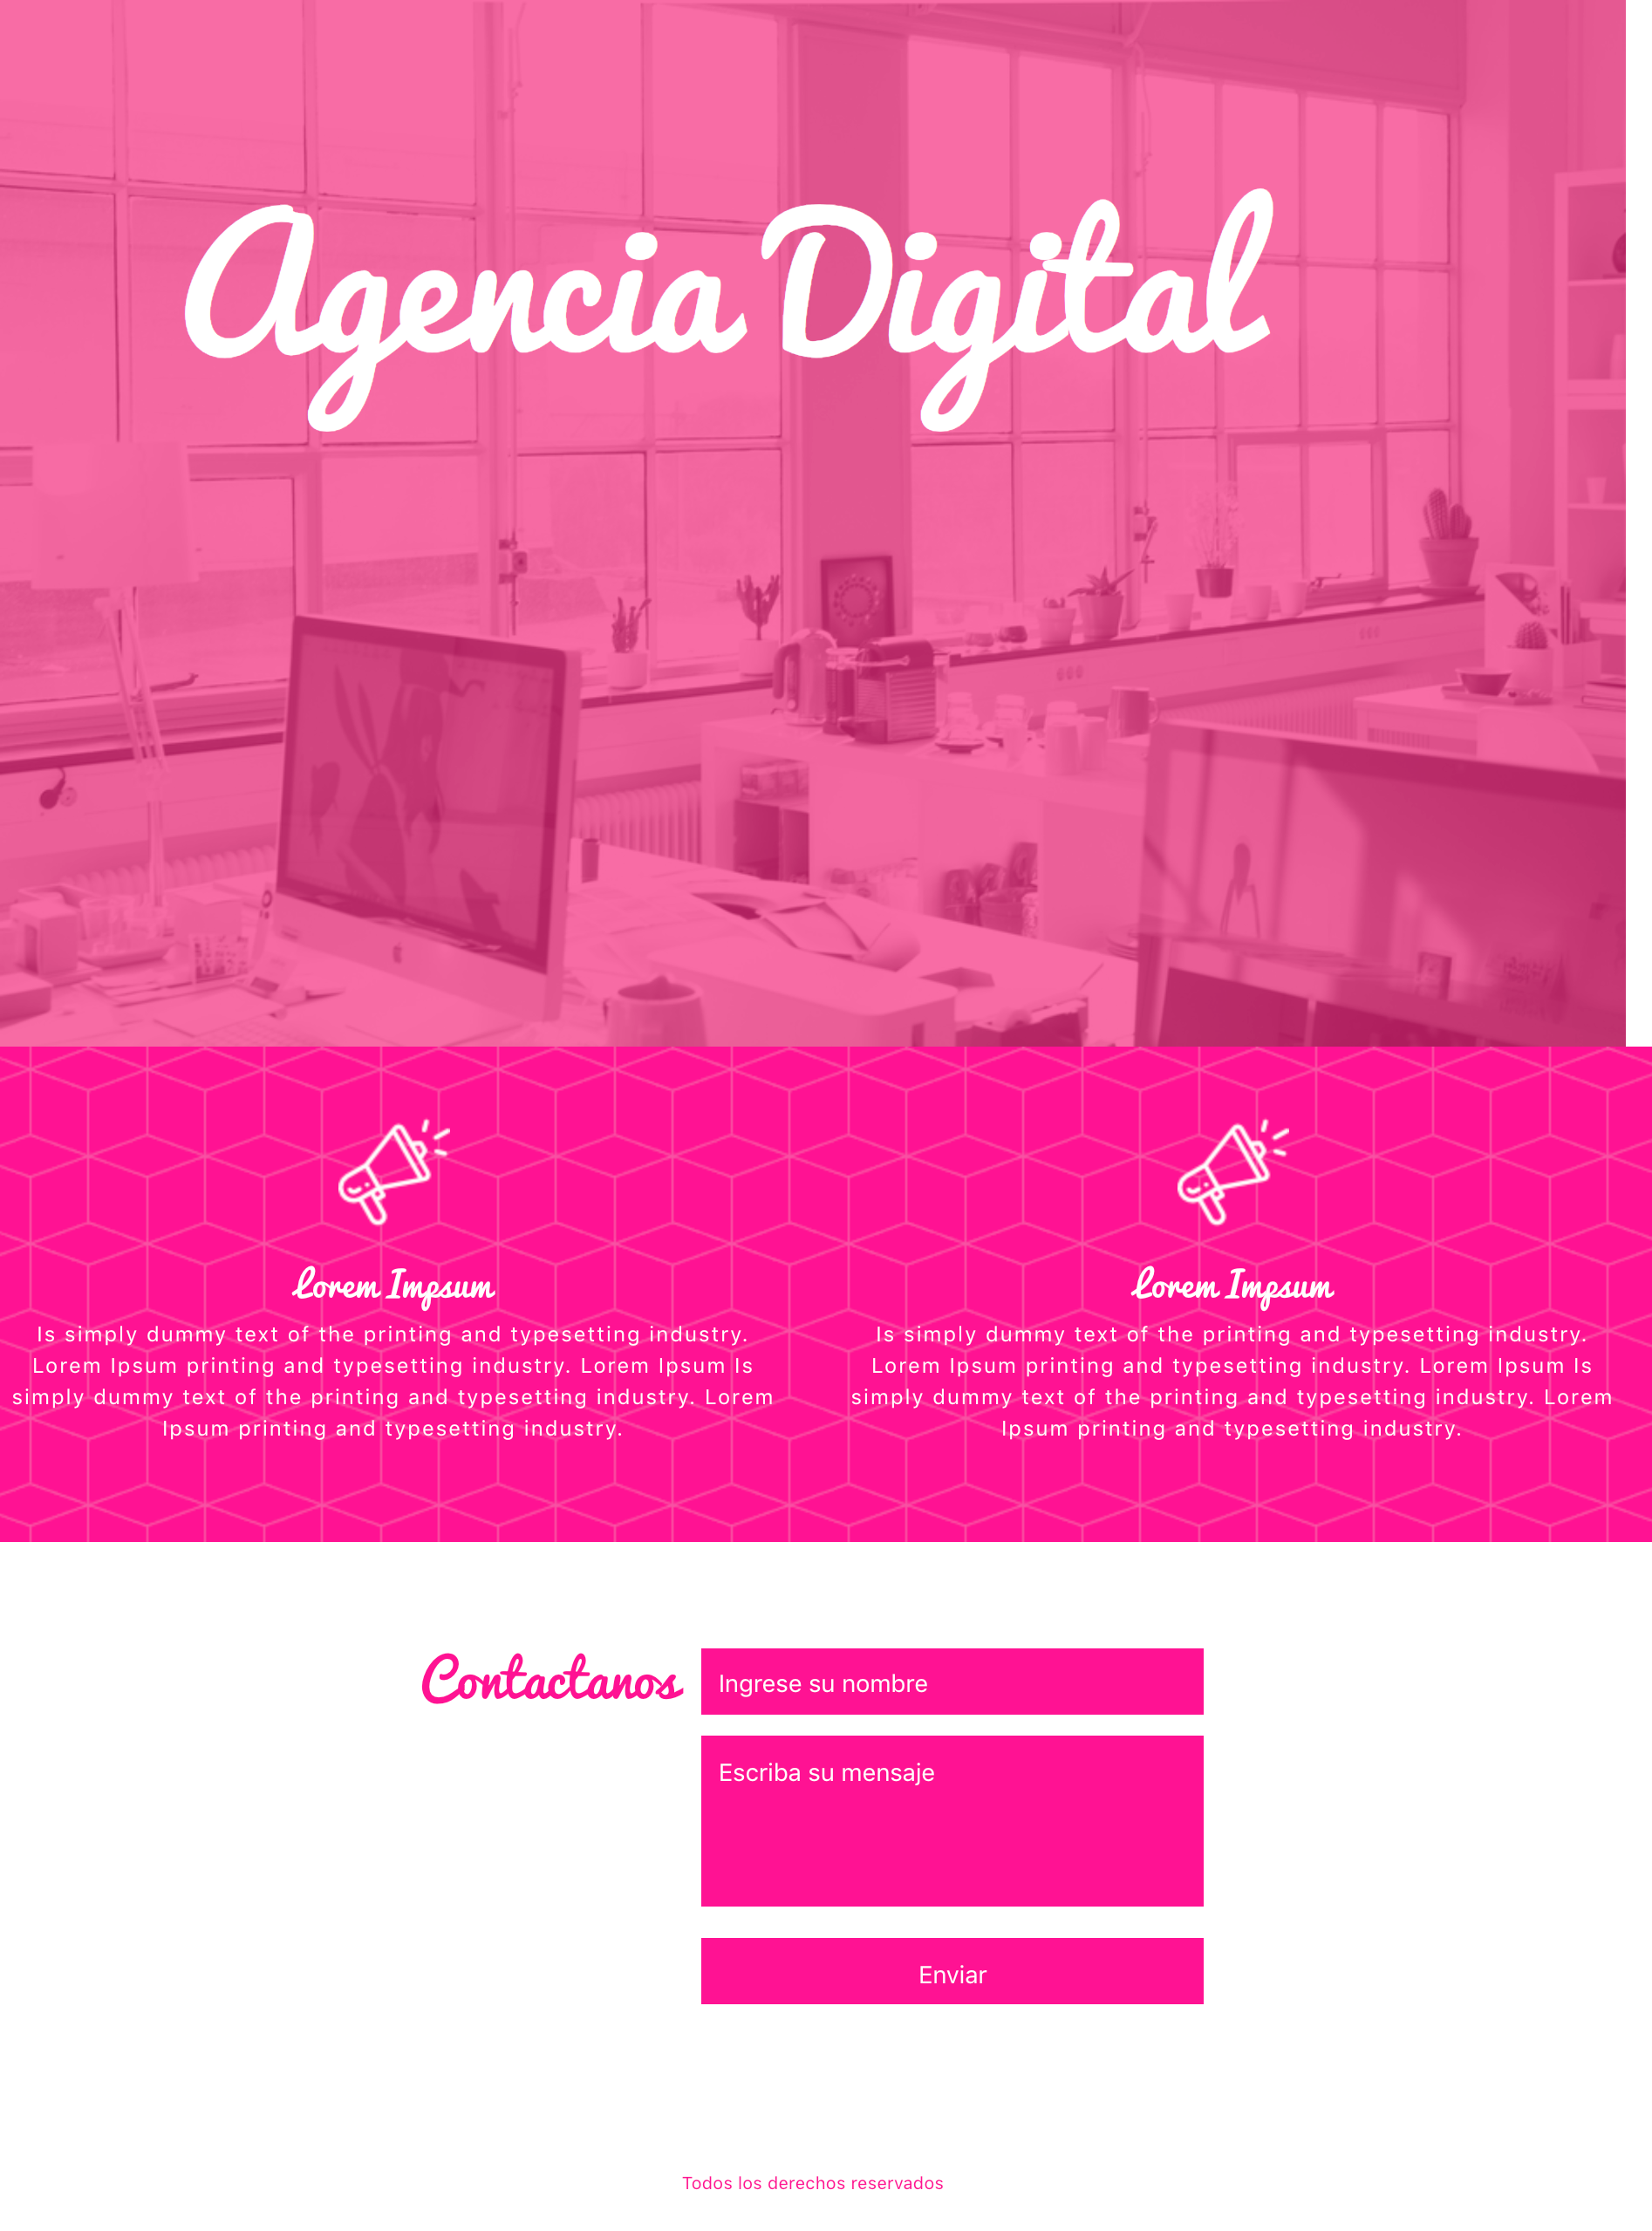 Agencia Digital
Lorem Impsum
Is simply dummy text of the printing and typesetting industry.
Lorem Ipsum printing and typesetting industry. Lorem Ipsum Is
simply dummy text of the printing and typesetting industry. Lorem
Ipsum printing and typesetting industry.
Lorem Impsum
Is simply dummy text of the printing and typesetting industry.
Lorem Ipsum printing and typesetting industry. Lorem Ipsum Is
simply dummy text of the printing and typesetting industry. Lorem
Ipsum printing and typesetting industry.
Contactanos
Ingrese su nombre
Escriba su mensaje
Enviar
Todos los derechos reservados